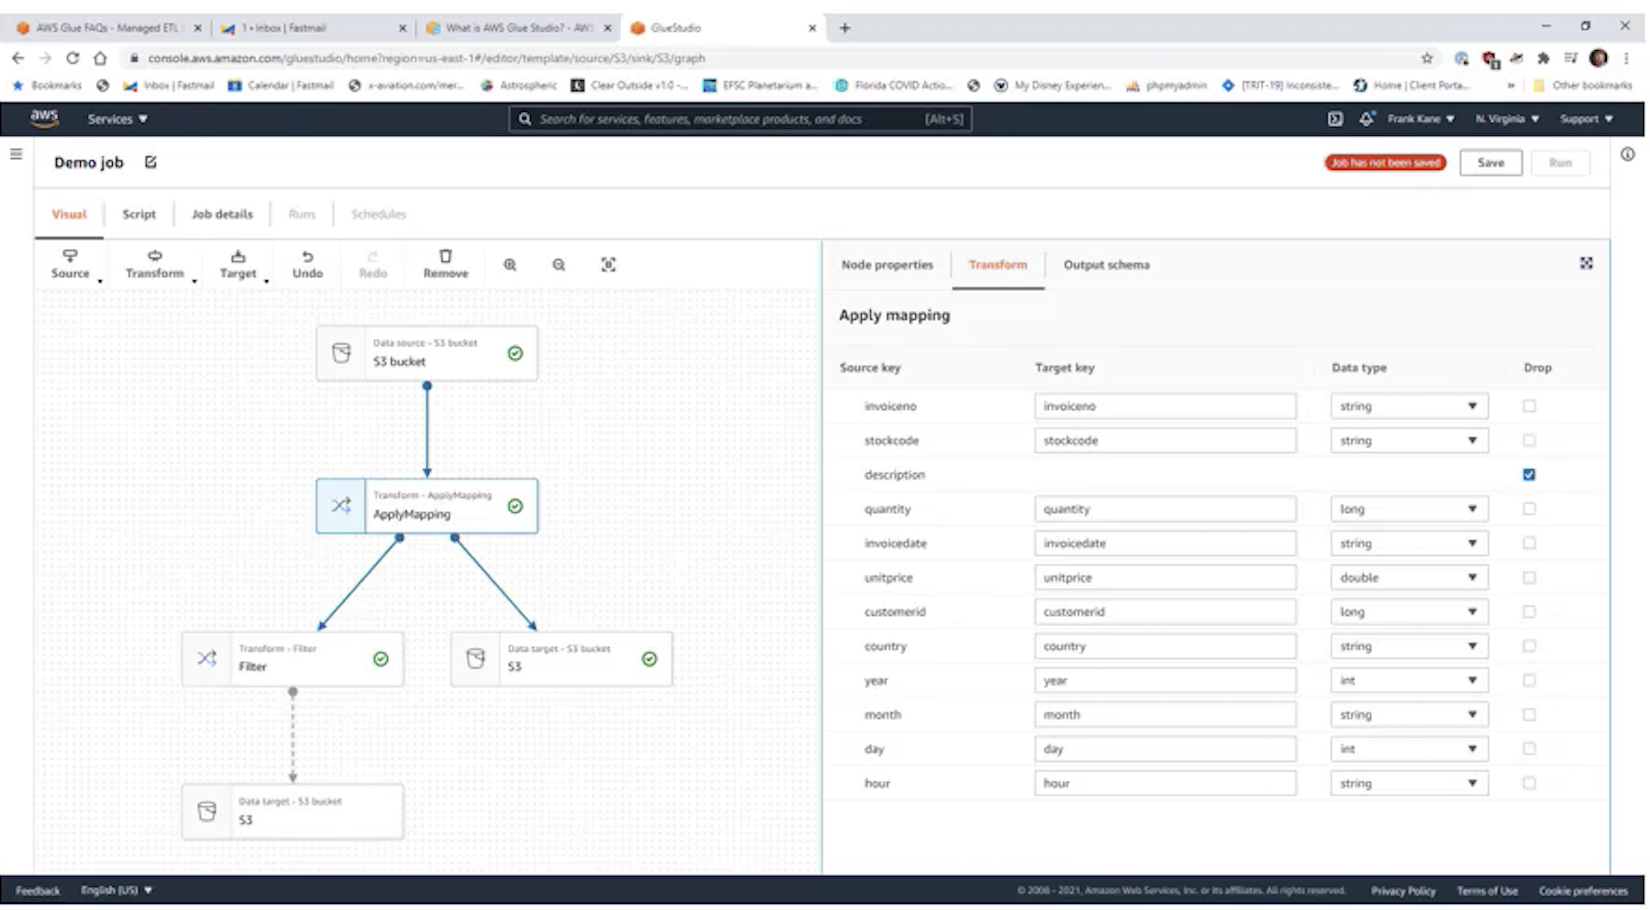 AWS Glue FAQs - Managed ETL
1 • Inbox | Fastmail
What is AWS Glue Studio? - AWS
GlueStudio
console.aws.amazon.com/gluestudio/home?region=us-east-1#/editor/template/source/S3/sink/S3/graph
Bookmarks Inbox | Fastmail Calendar | Fastmail x-aviation.com/mer... Astrospheric Clear Outside v1.0 -... EFSC Planetarium a... Florida COVID Actio... My Disney Experien... phpmyadmin [TRIT-19] Inconsiste... Home | Client Porta... » Other bookmarks
aws Services Search for services, features, marketplace products, and docs [Alt+S] Frank Kane N. Virginia Support
Demo job Job has not been saved Save Run
Visual Script Job details Runs Schedules
Source Transform Target Undo Redo Remove
Data source - S3 bucket
S3 bucket
Transform - ApplyMapping
ApplyMapping
Transform - Filter
Filter
Data target - S3 bucket
S3
Data target - S3 bucket
S3
Node properties Transform Output schema
Apply mapping
Source key Target key Data type Drop
invoiceno invoiceno string
stockcode stockcode string
description
quantity quantity long
invoicedate invoicedate string
unitprice unitprice double
customerid customerid long
country country string
year year int
month month string
day day int
hour hour string
Feedback English (US) © 2008 - 2021, Amazon Web Services, Inc. or its affiliates. All rights reserved. Privacy Policy Terms of Use Cookie preferences